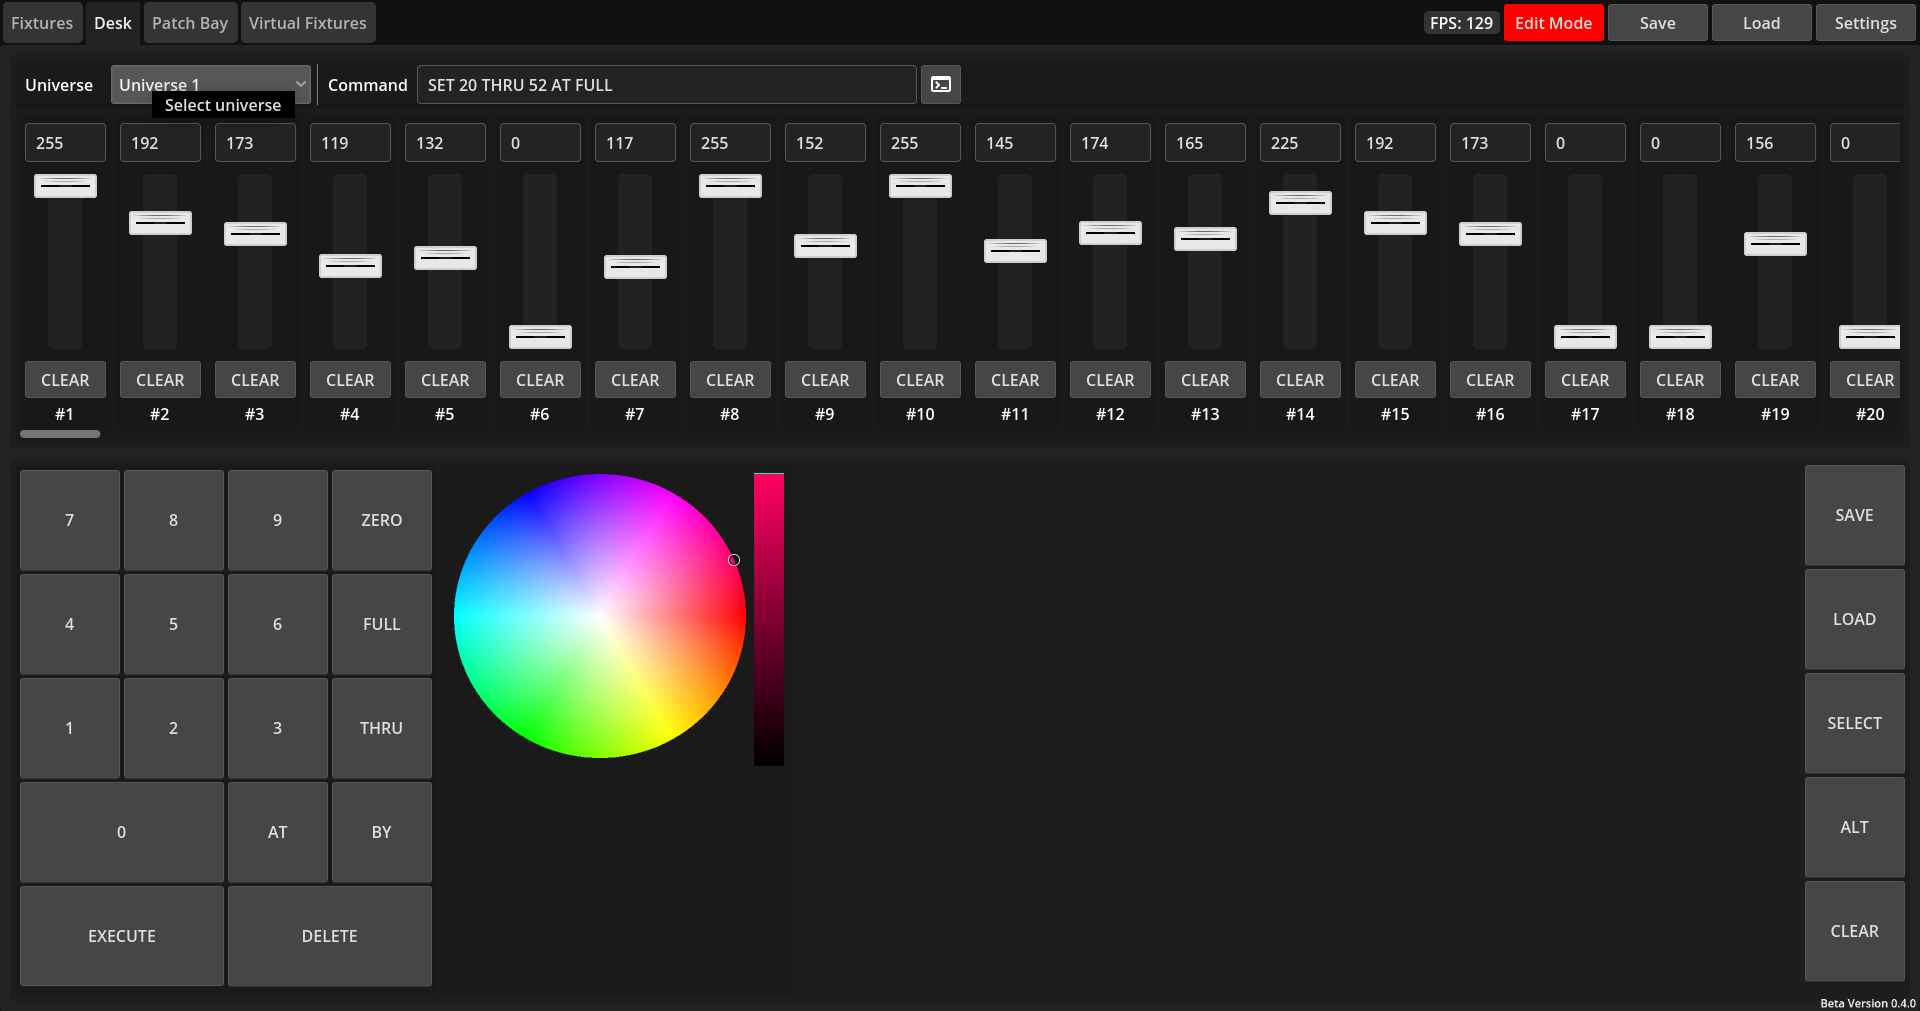 Fixtures Desk Patch Bay Virtual Fixtures FPS: 129 Edit Mode Save Load Settings
Universe Universe 1 Command SET 20 THRU 52 AT FULL
Select universe
255 192 173 119 132 0 117 255 152 255 145 174 165 225 192 173 0 0 156 0
CLEAR CLEAR CLEAR CLEAR CLEAR CLEAR CLEAR CLEAR CLEAR CLEAR CLEAR CLEAR CLEAR CLEAR CLEAR CLEAR CLEAR CLEAR CLEAR CLEAR
#1 #2 #3 #4 #5 #6 #7 #8 #9 #10 #11 #12 #13 #14 #15 #16 #17 #18 #19 #20
7 8 9 ZERO
4 5 6 FULL
1 2 3 THRU
0 AT BY
EXECUTE DELETE
SAVE
LOAD
SELECT
ALT
CLEAR
Beta Version 0.4.0